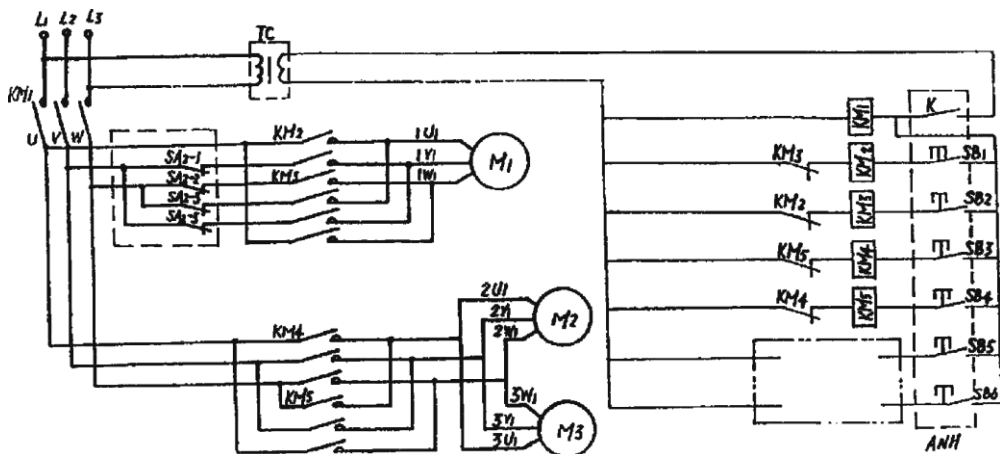 L1 L2 L3
TC
KM1
U V W
KM2
1U1
SA2-1
1V1
M1
SA2-2
KM3
1W1
SA2-3
SA2-4
KM1
K
KM3
KM2
SB1
KM2
KM3
SB2
KM5
KM4
SB3
KM4
KM5
SB4
SB5
SB6
ANH
2U1
2V1
M2
KM4
2W1
KM5
3W1
3V1
M3
3U1